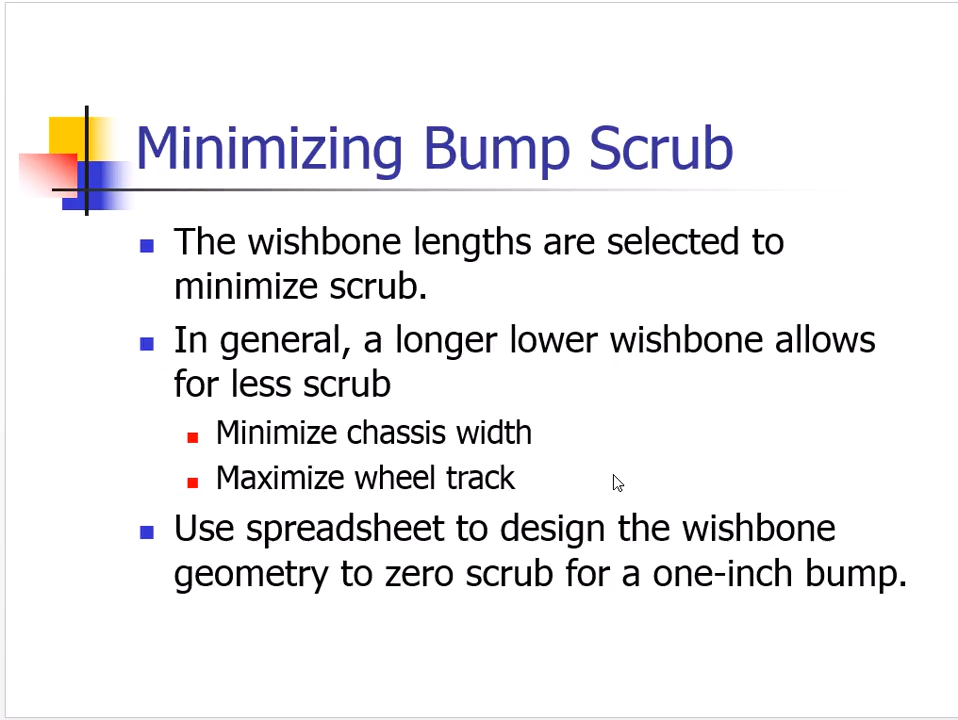 Minimizing Bump Scrub
The wishbone lengths are selected to
minimize scrub.
In general, a longer lower wishbone allows
for less scrub
Minimize chassis width
Maximize wheel track
Use spreadsheet to design the wishbone
geometry to zero scrub for a one-inch bump.